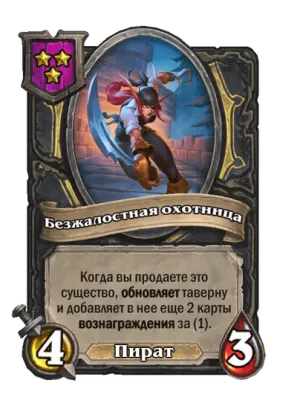 Безжалостная охотница
Когда вы продаете это
существо, обновляет таверну
и добавляет в нее еще 2 карты
вознаграждения за (1).
4
Пират
3